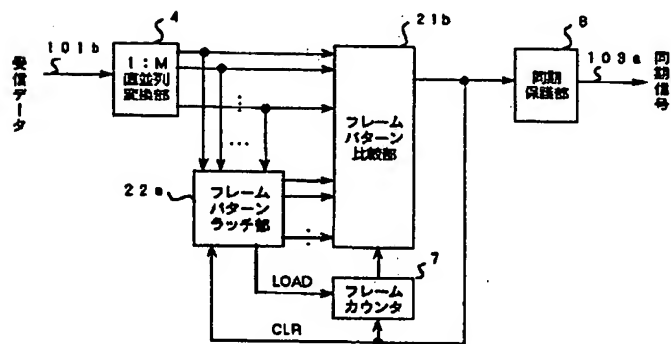 4
21b
8
101b
1:M
直並列
変換部
受信データ
フレーム
パターン
比較部
同期
保護部
103a
同期信号
22a
フレーム
パターン
ラッチ部
LOAD
7
フレーム
カウンタ
CLR